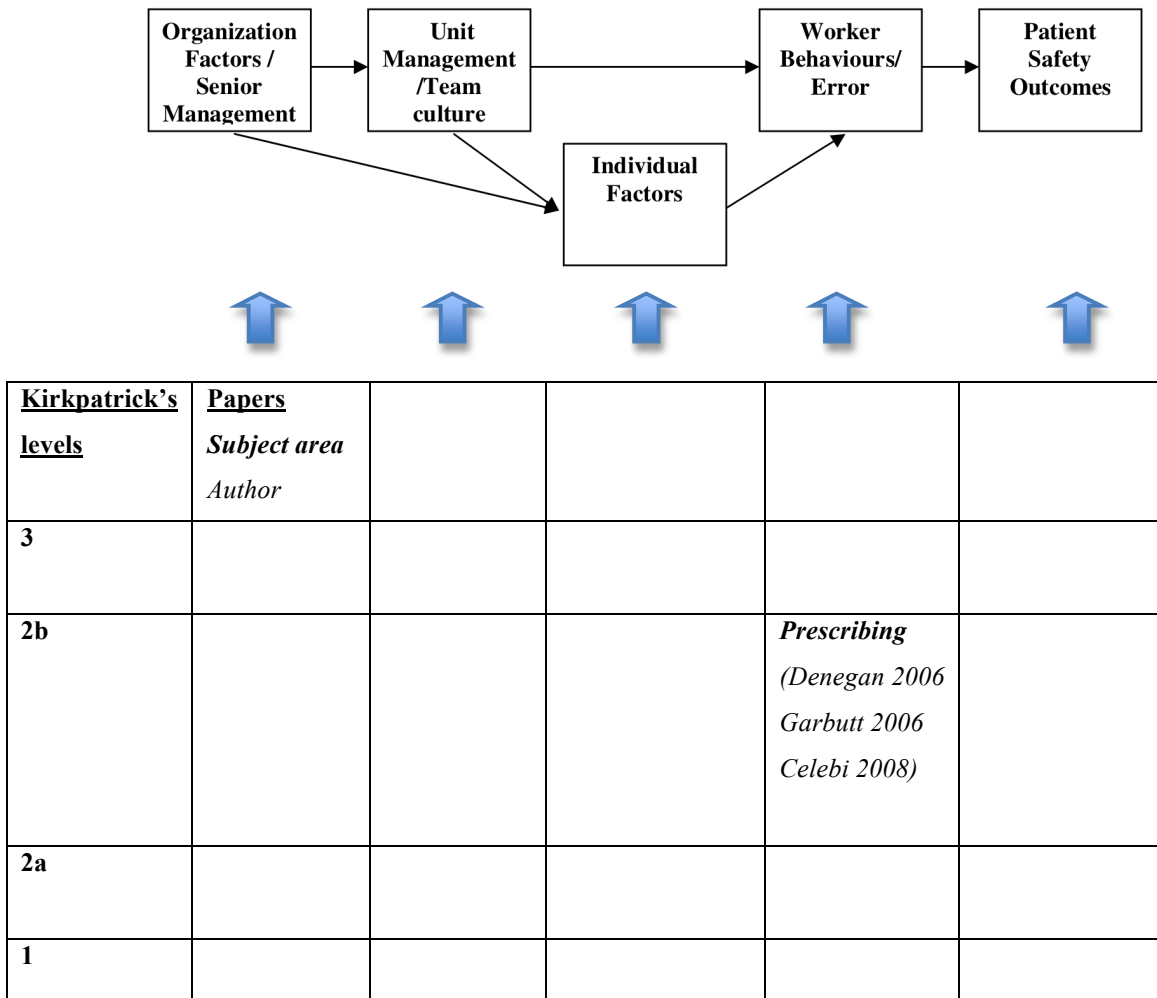 Organization
Factors /
Senior
Management
Unit
Management
/Team
culture
Worker
Behaviours/
Error
Patient
Safety
Outcomes
Individual
Factors
Kirkpatrick's
levels
Papers
Subject area
Author
3
2b
Prescribing
(Denegan 2006
Garbutt 2006
Celebi 2008)
2a
1